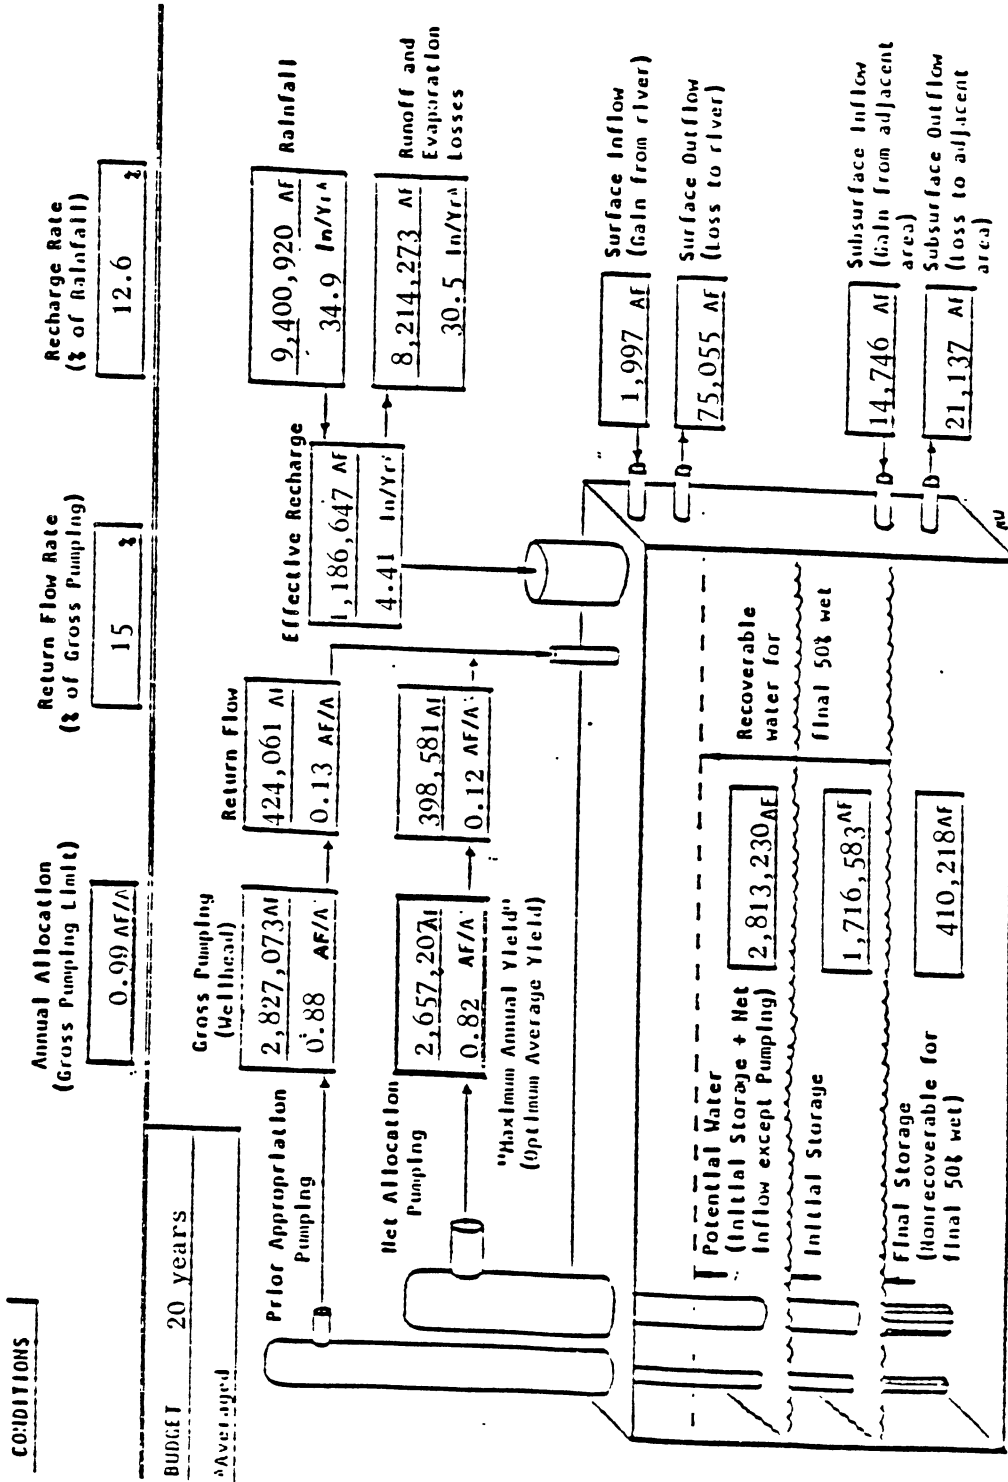 CONDITIONS
BUDGET 20 years
*Averaged
Annual Allocation
(Gross Pumping Limit)
0.99 AF/A
Return Flow Rate
(% of Gross Pumping)
15 %
Recharge Rate
(% of Rainfall)
12.6 %
Prior Appropriation
Pumping
Gross Pumping
(Wellhead)
2,827,073 AF
0.88 AF/A
Return Flow
424,061 AF
0.13 AF/A
Effective Recharge
1,186,647 AF
4.41 In/Yr*
9,400,920 AF
34.9 In/Yr*
Rainfall
8,214,273 AF
30.5 In/Yr*
Runoff and
Evaparation
Losses
Net Allocation
Pumping
2,657,207 AF
0.82 AF/A*
398,581 AF
0.12 AF/A*
"Maximum Annual Yield"
(Optimum Average Yield)
1,997 AF
Surface Inflow
(Gain from river)
75,055 AF
Surface Outflow
(Loss to river)
Potential Water
(Initial Storage + Net
Inflow except Pumping)
2,813,230 AF
Recoverable
water for
final 50% wet
Initial Storage
1,716,583 AF
Final Storage
(Nonrecoverable for
final 50% wet)
410,218 AF
14,746 AF
Subsurface Inflow
(Gain from adjacent
area)
21,137 AF
Subsurface Outflow
(Loss to adjacent
area)